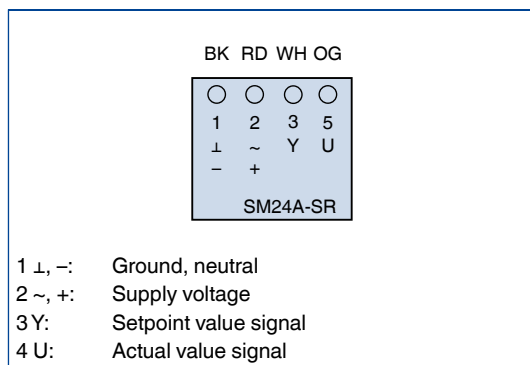 BK RD WH OG
1 2 3 5
⊥ ~ Y U
– +
SM24A-SR
1 ⊥, –: Ground, neutral
2 ~, +: Supply voltage
3 Y: Setpoint value signal
4 U: Actual value signal